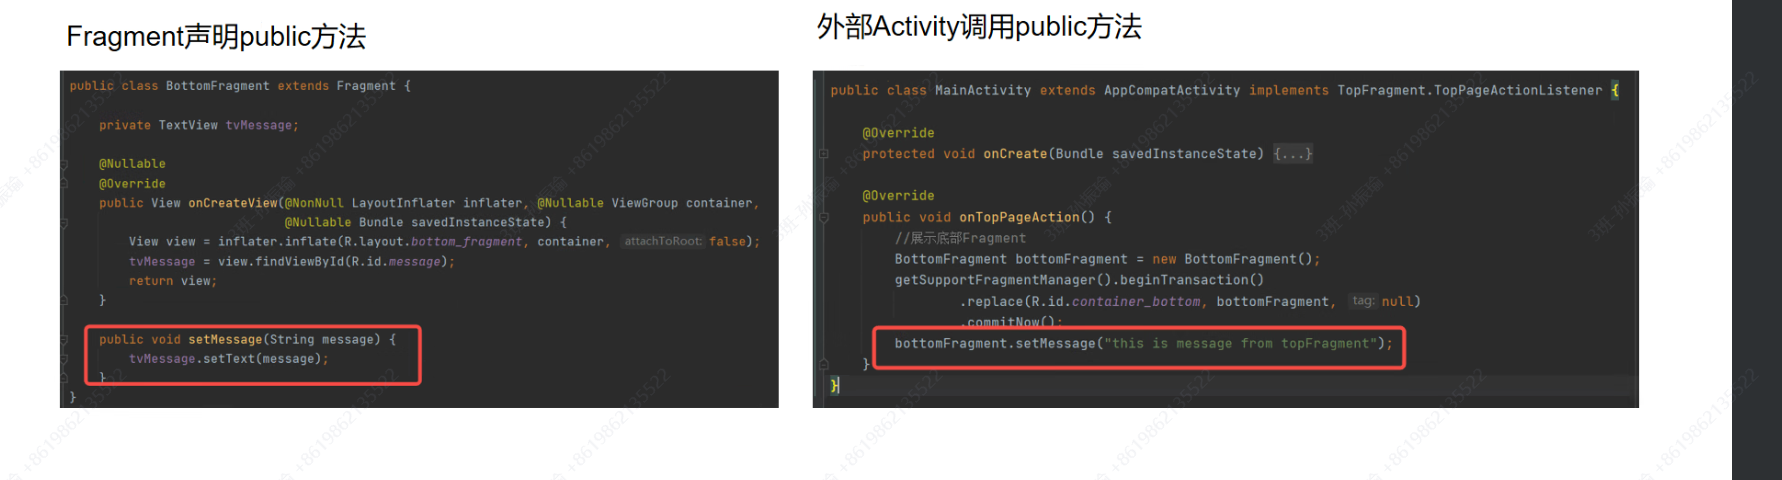 Fragment声明public方法
public class BottomFragment extends Fragment {
private TextView tvMessage;
@Nullable
@Override
public View onCreateView(@NonNull LayoutInflater inflater, @Nullable ViewGroup container,
@Nullable Bundle savedInstanceState) {
View view = inflater.inflate(R.layout.bottom_fragment, container, attachToRoot: false);
tvMessage = view.findViewById(R.id.message);
return view;
}
public void setMessage(String message) {
tvMessage.setText(message);
}
}
外部Activity调用public方法
public class MainActivity extends AppCompatActivity implements TopFragment.TopPageActionListener {
@Override
protected void onCreate(Bundle savedInstanceState) {...}
@Override
public void onTopPageAction() {
//展示底部Fragment
BottomFragment bottomFragment = new BottomFragment();
getSupportFragmentManager().beginTransaction()
.replace(R.id.container_bottom, bottomFragment, tag: null)
.commitNow();
bottomFragment.setMessage("this is message from topFragment");
}
}
3班-孙振瑜 +8619862135522